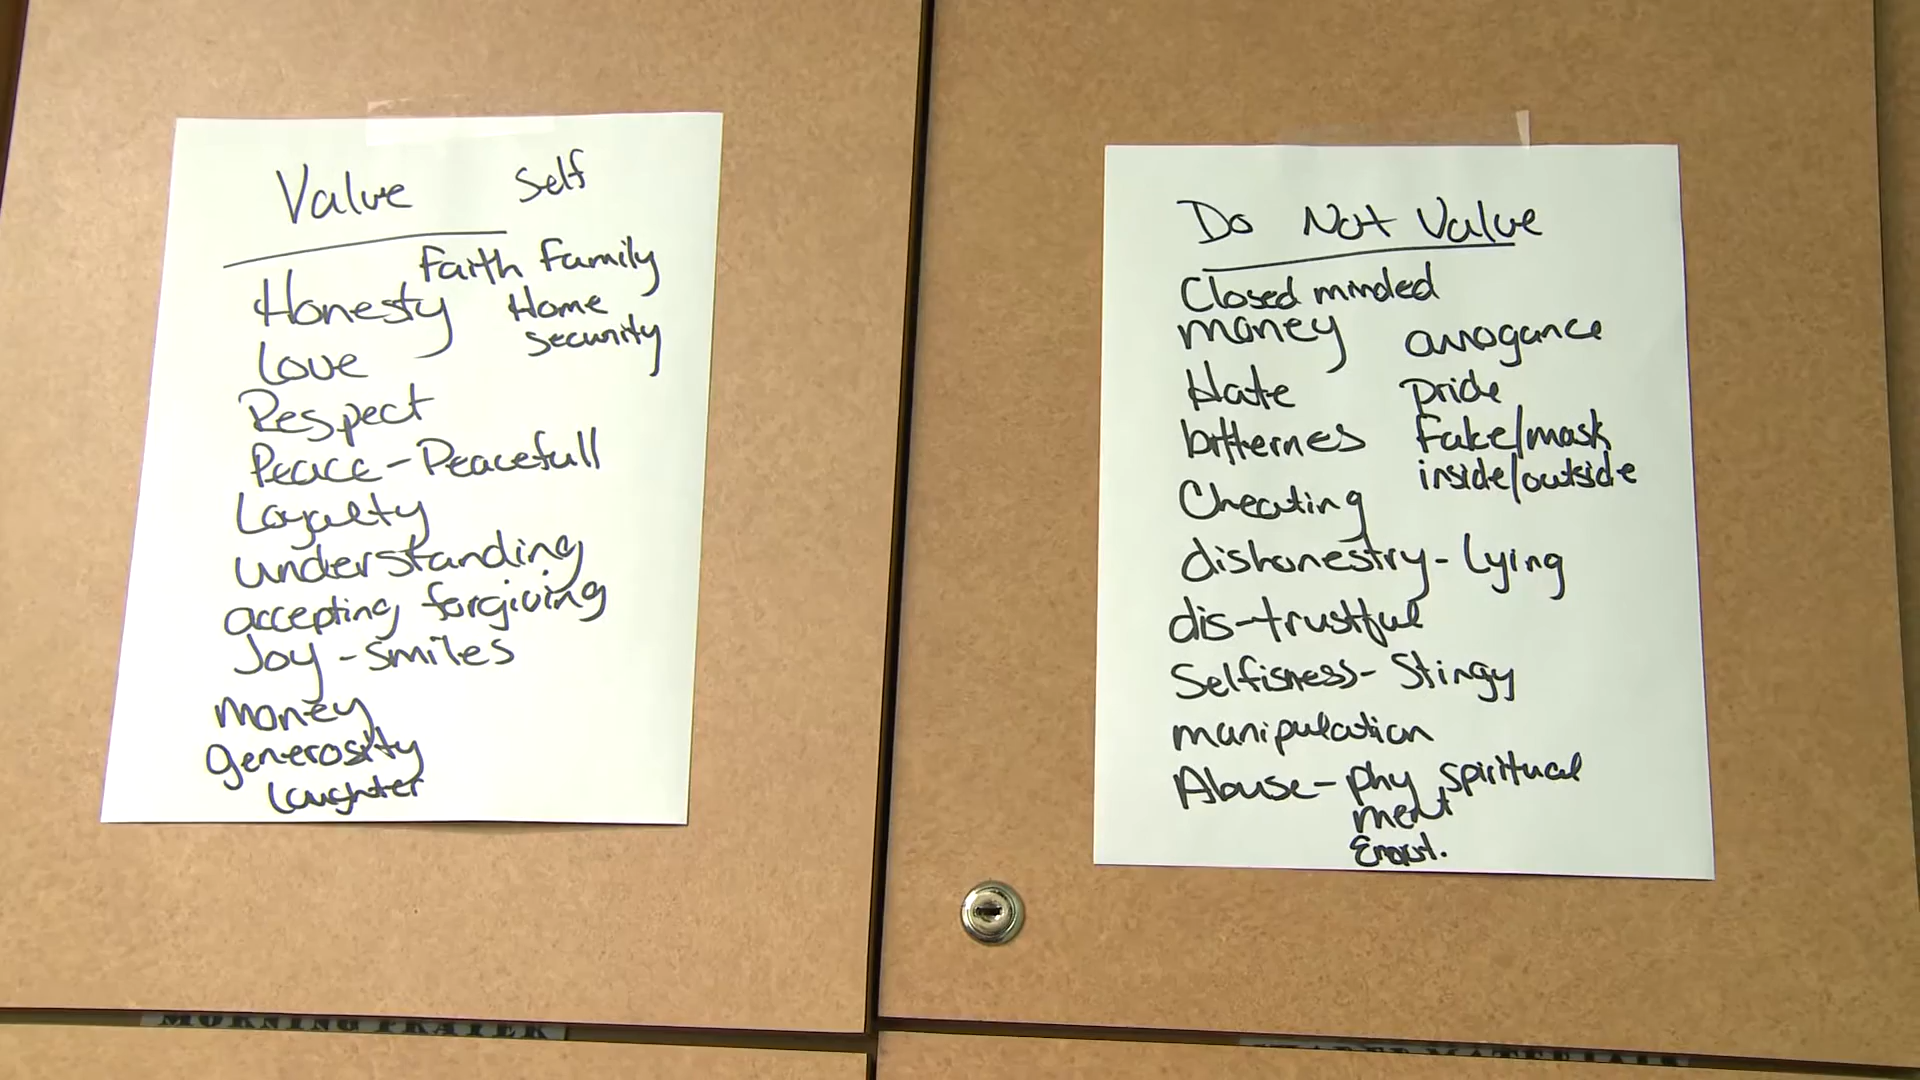 Value Self
Faith Family
Honesty Home
security
Love
Respect
Peace - Peacefull
Loyalty
understanding
accepting forgiving
Joy - smiles
money
generosity
Laughter
Do Not Value
Closed minded
money arrogance
Hate pride
bitternes Fake/mask
inside/outside
Cheating
dishonestry - lying
dis-trustful
Selfisness - Stingy
manipulation
Abuse - phy spiritual
ment
Emot.
MORNING PRAYER